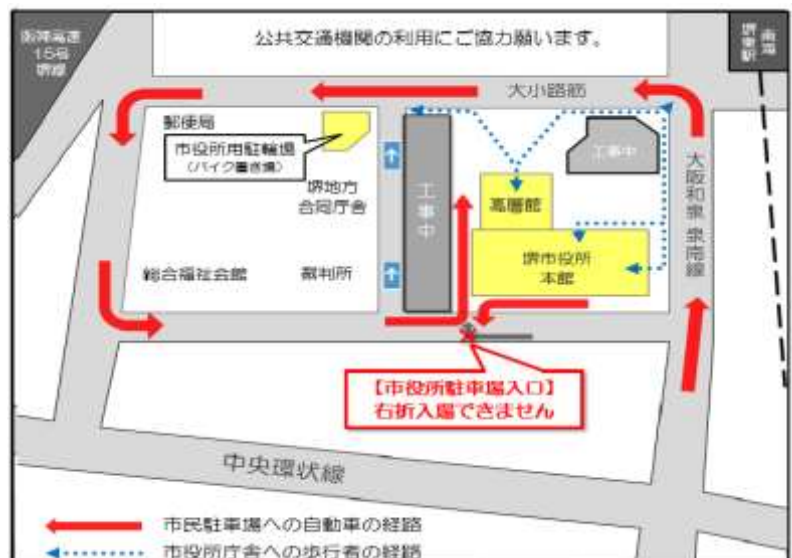 阪神高速
15号
堺線
公共交通機関の利用にご協力願います。
南海
堺東駅
大小路筋
郵便局
市役所用駐輪場
(バイク置き場)
堺地方
合同庁舎
工事中
工事中
高層館
大阪和泉泉南線
総合福祉会館
裁判所
堺市役所
本館
【市役所駐車場入口】
右折入場できません
中央環状線
市民駐車場への自動車の経路
市役所庁舎への歩行者の経路